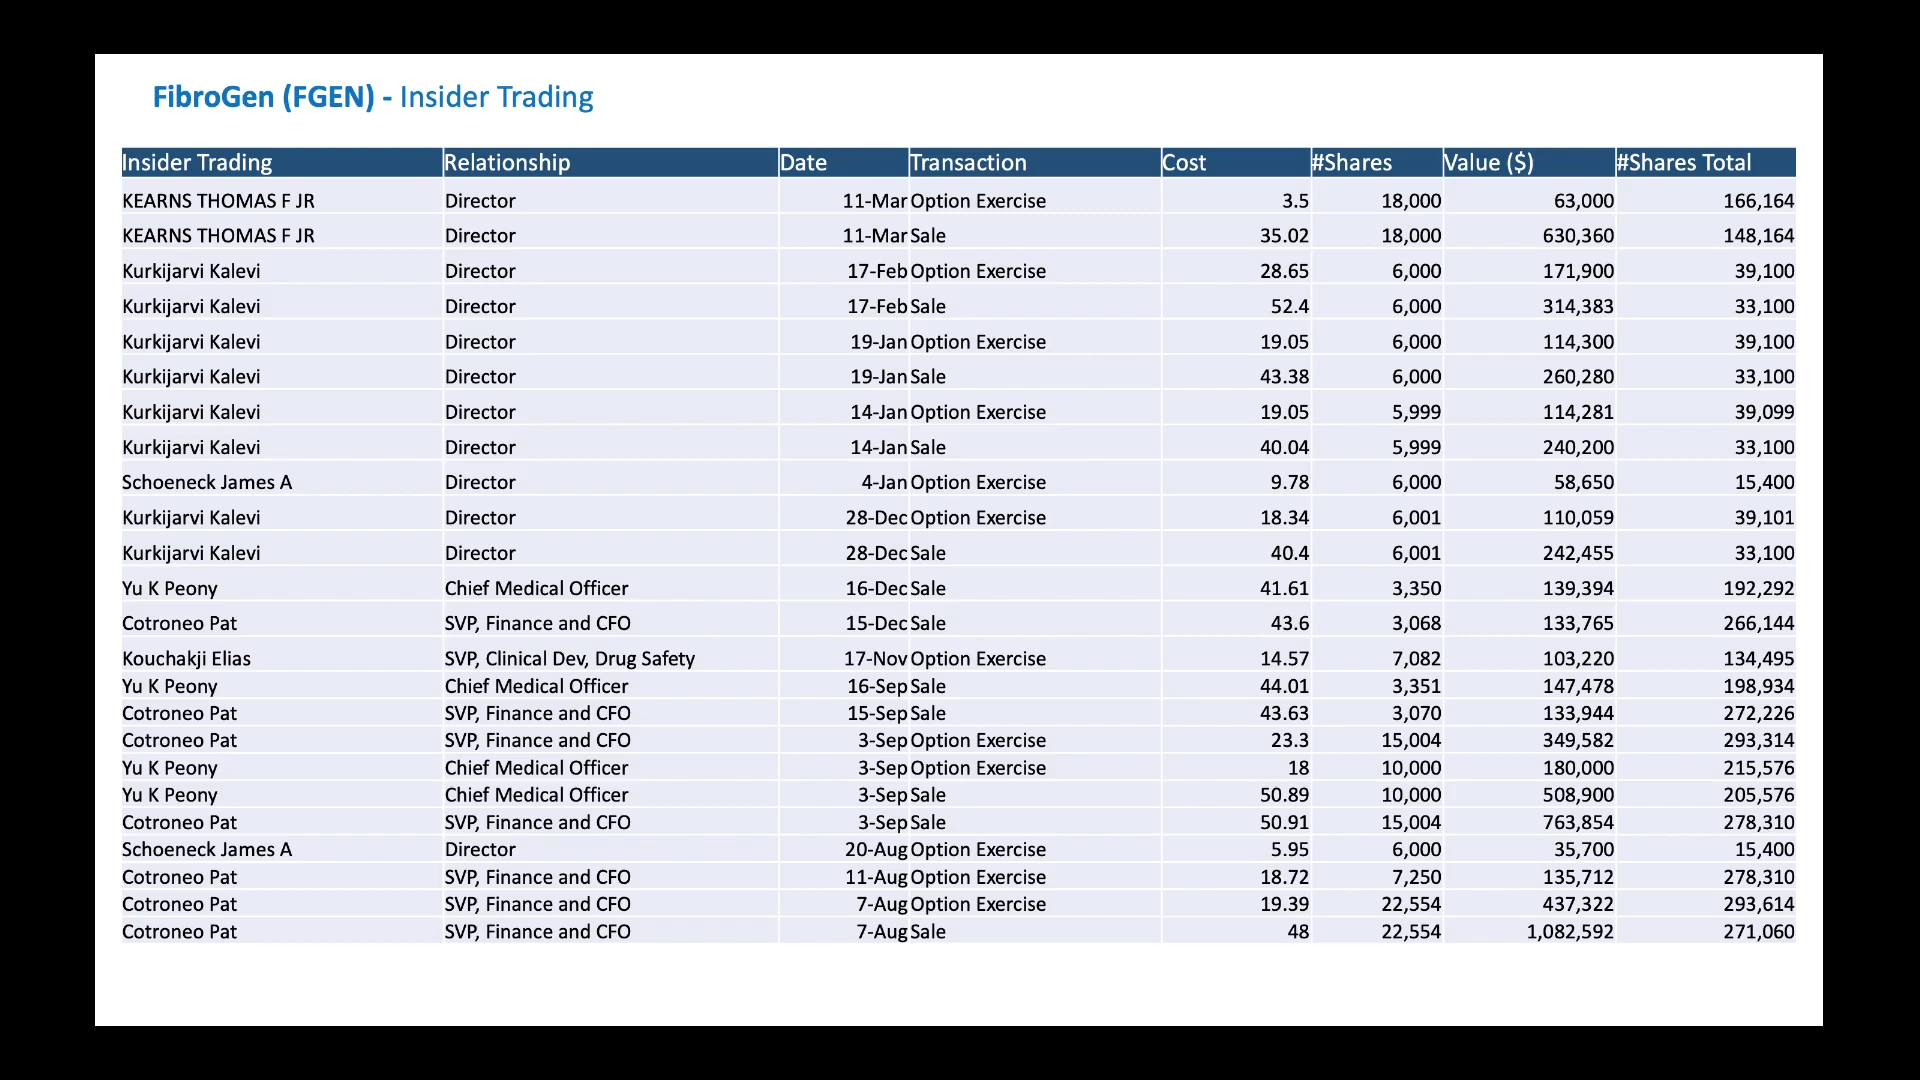 FibroGen (FGEN) - Insider Trading
Insider Trading Relationship Date Transaction Cost #Shares Value ($) #Shares Total
KEARNS THOMAS F JR Director 11-Mar Option Exercise 3.5 18,000 63,000 166,164
KEARNS THOMAS F JR Director 11-Mar Sale 35.02 18,000 630,360 148,164
Kurkijarvi Kalevi Director 17-Feb Option Exercise 28.65 6,000 171,900 39,100
Kurkijarvi Kalevi Director 17-Feb Sale 52.4 6,000 314,383 33,100
Kurkijarvi Kalevi Director 19-Jan Option Exercise 19.05 6,000 114,300 39,100
Kurkijarvi Kalevi Director 19-Jan Sale 43.38 6,000 260,280 33,100
Kurkijarvi Kalevi Director 14-Jan Option Exercise 19.05 5,999 114,281 39,099
Kurkijarvi Kalevi Director 14-Jan Sale 40.04 5,999 240,200 33,100
Schoeneck James A Director 4-Jan Option Exercise 9.78 6,000 58,650 15,400
Kurkijarvi Kalevi Director 28-Dec Option Exercise 18.34 6,001 110,059 39,101
Kurkijarvi Kalevi Director 28-Dec Sale 40.4 6,001 242,455 33,100
Yu K Peony Chief Medical Officer 16-Dec Sale 41.61 3,350 139,394 192,292
Cotroneo Pat SVP, Finance and CFO 15-Dec Sale 43.6 3,068 133,765 266,144
Kouchakji Elias SVP, Clinical Dev, Drug Safety 17-Nov Option Exercise 14.57 7,082 103,220 134,495
Yu K Peony Chief Medical Officer 16-Sep Sale 44.01 3,351 147,478 198,934
Cotroneo Pat SVP, Finance and CFO 15-Sep Sale 43.63 3,070 133,944 272,226
Cotroneo Pat SVP, Finance and CFO 3-Sep Option Exercise 23.3 15,004 349,582 293,314
Yu K Peony Chief Medical Officer 3-Sep Option Exercise 18 10,000 180,000 215,576
Yu K Peony Chief Medical Officer 3-Sep Sale 50.89 10,000 508,900 205,576
Cotroneo Pat SVP, Finance and CFO 3-Sep Sale 50.91 15,004 763,854 278,310
Schoeneck James A Director 20-Aug Option Exercise 5.95 6,000 35,700 15,400
Cotroneo Pat SVP, Finance and CFO 11-Aug Option Exercise 18.72 7,250 135,712 278,310
Cotroneo Pat SVP, Finance and CFO 7-Aug Option Exercise 19.39 22,554 437,322 293,614
Cotroneo Pat SVP, Finance and CFO 7-Aug Sale 48 22,554 1,082,592 271,060